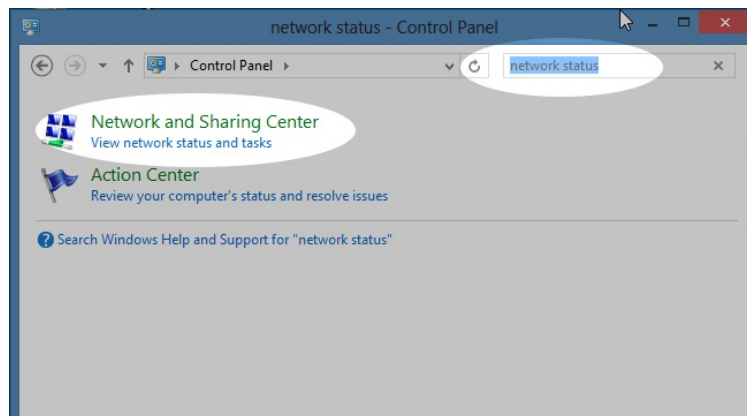 network status - Control Panel
Control Panel
network status
Network and Sharing Center
View network status and tasks
Action Center
Review your computer's status and resolve issues
Search Windows Help and Support for "network status"